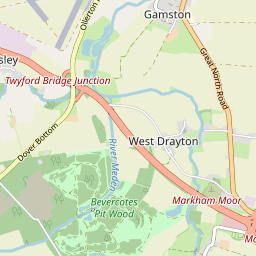 Gamston
Ollerton
sley
Great North Road
Twyford Bridge Junction
Dover Bottom
West Drayton
River Meden
Bevercotes
Pit Wood
Markham Moor